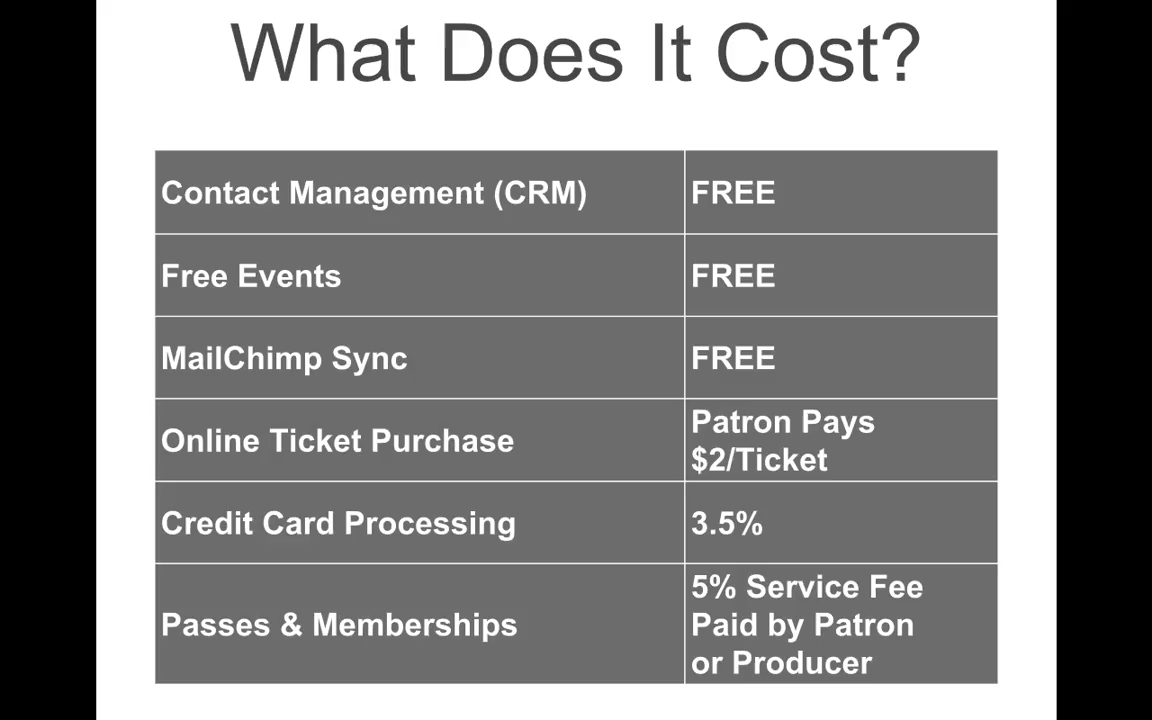 What Does It Cost?
Contact Management (CRM)
FREE
Free Events
FREE
MailChimp Sync
FREE
Online Ticket Purchase
Patron Pays
$2/Ticket
Credit Card Processing
3.5%
Passes & Memberships
5% Service Fee
Paid by Patron
or Producer